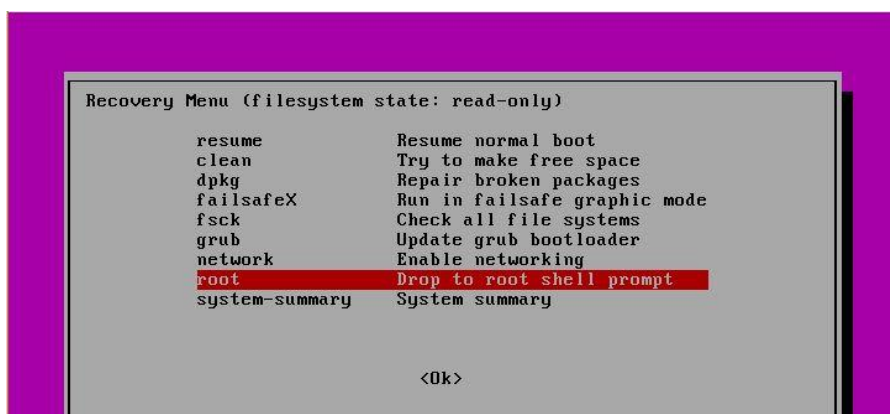 Recovery Menu (filesystem state: read-only)
resume Resume normal boot
clean Try to make free space
dpkg Repair broken packages
failsafeX Run in failsafe graphic mode
fsck Check all file systems
grub Update grub bootloader
network Enable networking
root Drop to root shell prompt
system-summary System summary
<Ok>